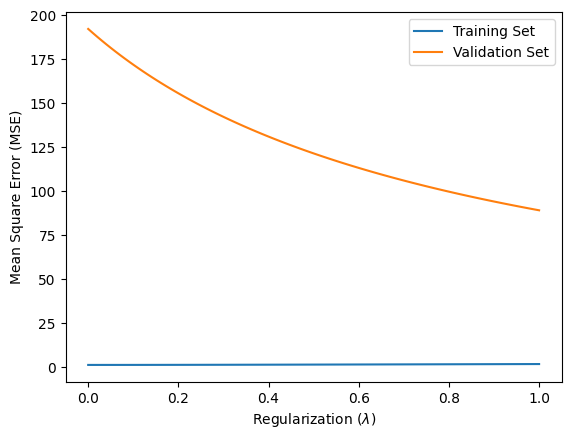 200
175
150
125
100
75
50
25
0
Mean Square Error (MSE)
Training Set
Validation Set
0.0 0.2 0.4 0.6 0.8 1.0
Regularization (λ)